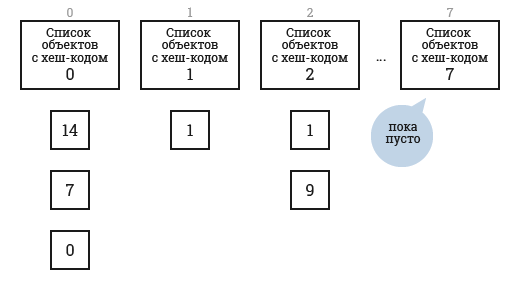 0
1
2
7
Список
объектов
с хеш-кодом
0
Список
объектов
с хеш-кодом
1
Список
объектов
с хеш-кодом
2
...
Список
объектов
с хеш-кодом
7
14
1
1
пока
пусто
7
9
0